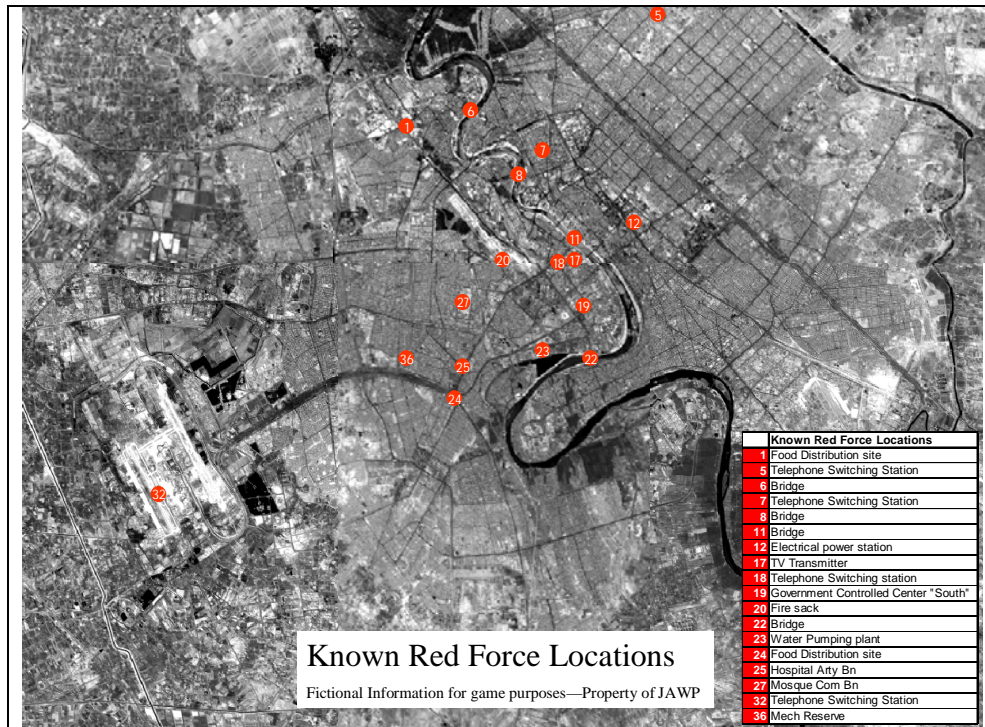 5
6
1
7
8
12
11
20
18
17
27
19
23
22
36
25
24
32
Known Red Force Locations
Fictional Information for game purposes—Property of JAWP
Known Red Force Locations
1 Food Distribution site
5 Telephone Switching Station
6 Bridge
7 Telephone Switching Station
8 Bridge
11 Bridge
12 Electrical power station
17 TV Transmitter
18 Telephone Switching station
19 Government Controlled Center "South"
20 Fire sack
22 Bridge
23 Water Pumping plant
24 Food Distribution site
25 Hospital Arty Bn
27 Mosque Com Bn
32 Telephone Switching Station
36 Mech Reserve